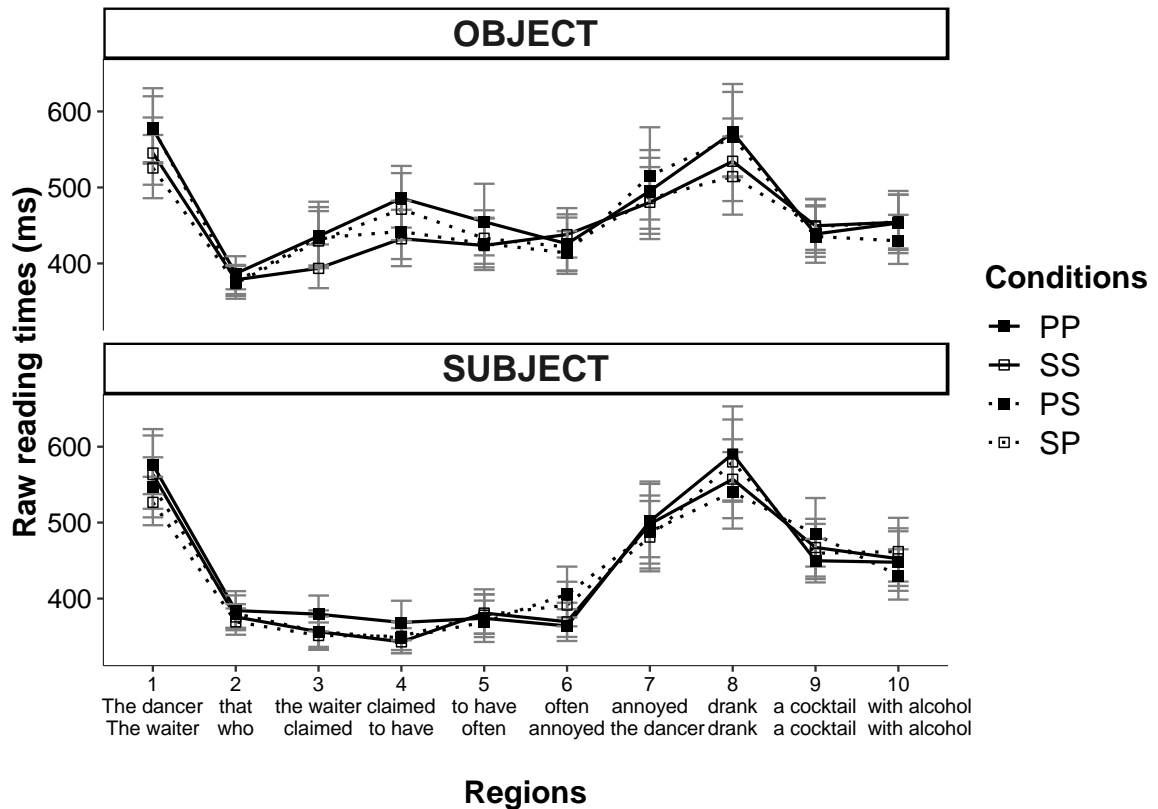 OBJECT
600
500
400
SUBJECT
600
500
400
Raw reading times (ms)
1 2 3 4 5 6 7 8 9 10
The dancer that the waiter claimed to have often annoyed drank a cocktail with alcohol
The waiter who claimed to have often annoyed the dancer drank a cocktail with alcohol
Regions
Conditions
PP
SS
PS
SP